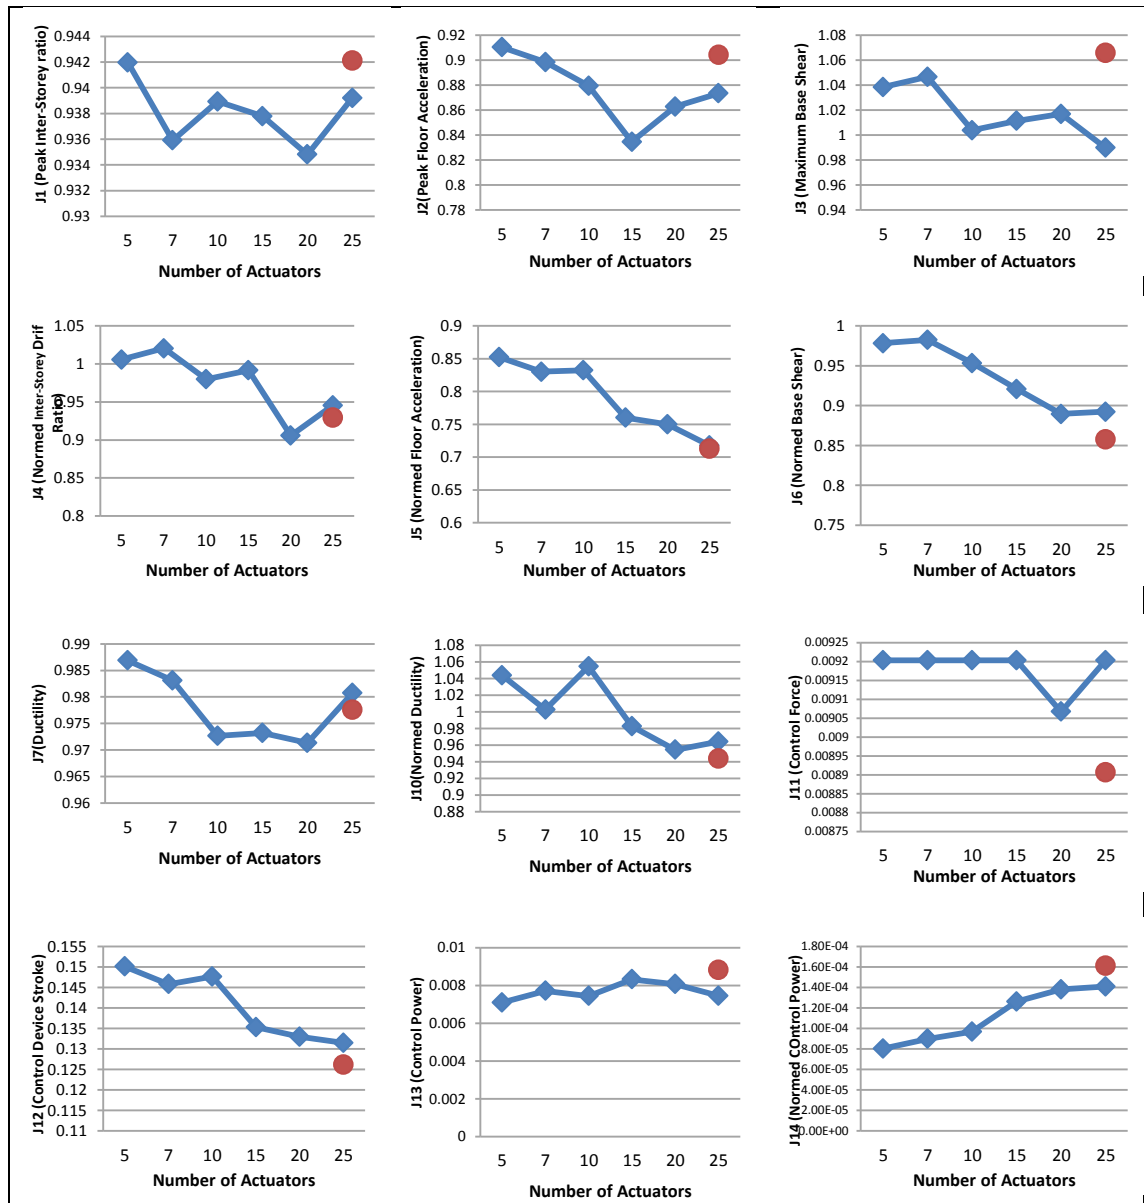 J1 (Peak Inter-Storey ratio)
0.944
0.942
0.94
0.938
0.936
0.934
0.932
0.93
5 7 10 15 20 25
Number of Actuators
J2(Peak Floor Acceleration)
0.92
0.9
0.88
0.86
0.84
0.82
0.8
0.78
5 7 10 15 20 25
Number of Actuators
J3 (Maximum Base Shear)
1.08
1.06
1.04
1.02
1
0.98
0.96
0.94
5 7 10 15 20 25
Number of Actuators
J4 (Normed Inter-Storey Drif
Ratio)
1.05
1
0.95
0.9
0.85
0.8
5 7 10 15 20 25
Number of Actuators
J5 (Normed Floor Acceleration)
0.9
0.85
0.8
0.75
0.7
0.65
0.6
5 7 10 15 20 25
Number of Actuators
J6 (Normed Base Shear)
1
0.95
0.9
0.85
0.8
0.75
5 7 10 15 20 25
Number of Actuators
J7(Ductility)
0.99
0.985
0.98
0.975
0.97
0.965
0.96
5 7 10 15 20 25
Number of Actuators
J10(Normed Ductility)
1.08
1.06
1.04
1.02
1
0.98
0.96
0.94
0.92
0.9
0.88
5 7 10 15 20 25
Number of Actuators
J11 (Control Force)
0.00925
0.0092
0.00915
0.0091
0.00905
0.009
0.00895
0.0089
0.00885
0.0088
0.00875
5 7 10 15 20 25
Number of Actuators
J12 (Control Device Stroke)
0.155
0.15
0.145
0.14
0.135
0.13
0.125
0.12
0.115
0.11
5 7 10 15 20 25
Number of Actuators
J13 (Control Power)
0.01
0.008
0.006
0.004
0.002
0
5 7 10 15 20 25
Number of Actuators
J14 (Normed COntrol Power)
1.80E-04
1.60E-04
1.40E-04
1.20E-04
1.00E-04
8.00E-05
6.00E-05
4.00E-05
2.00E-05
0.00E+00
5 7 10 15 20 25
Number of Actuators